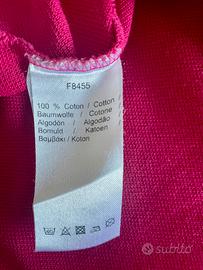 F8455
100 % Coton / Cotton
Baumwolle / Cotone
Algodón / Algodão
Bomuld / Katoen
Βαμβάκι / Koton
subito